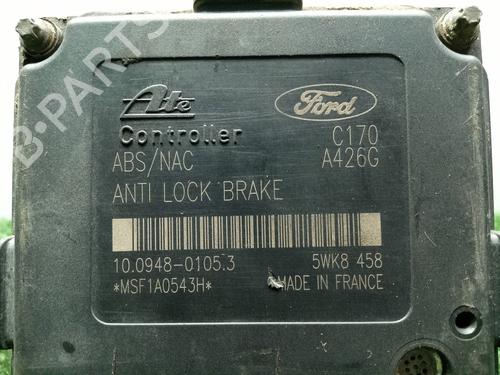 B-PARTS
Ate
Ford
Controller
C170
ABS/NAC
A426G
ANTI LOCK BRAKE
10.0948-0105.3
5WK8 458
*MSF1A0543H*
MADE IN FRANCE